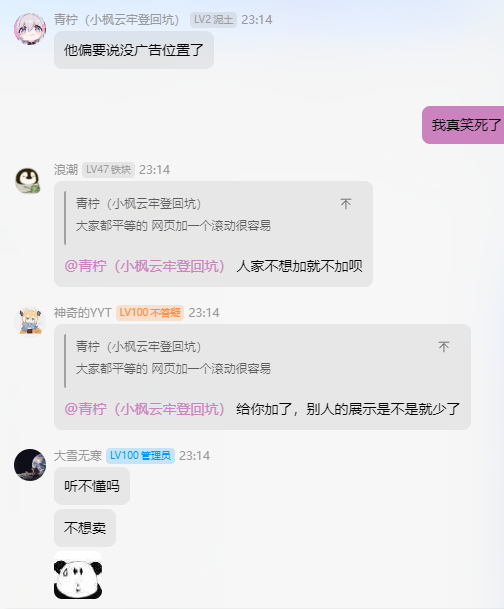 青柠（小枫云牢登回坑） LV2 泥土 23:14
他偏要说没广告位置了
我真笑死了
浪潮 LV47 铁块 23:14
青柠（小枫云牢登回坑）
大家都平等的 网页加一个滚动很容易
@青柠（小枫云牢登回坑） 人家不想加就不加呗
神奇的YYT LV100 不答疑 23:14
青柠（小枫云牢登回坑）
大家都平等的 网页加一个滚动很容易
@青柠（小枫云牢登回坑） 给你加了，别人的展示是不是就少了
大雪无寒 LV100 管理员 23:14
听不懂吗
不想卖